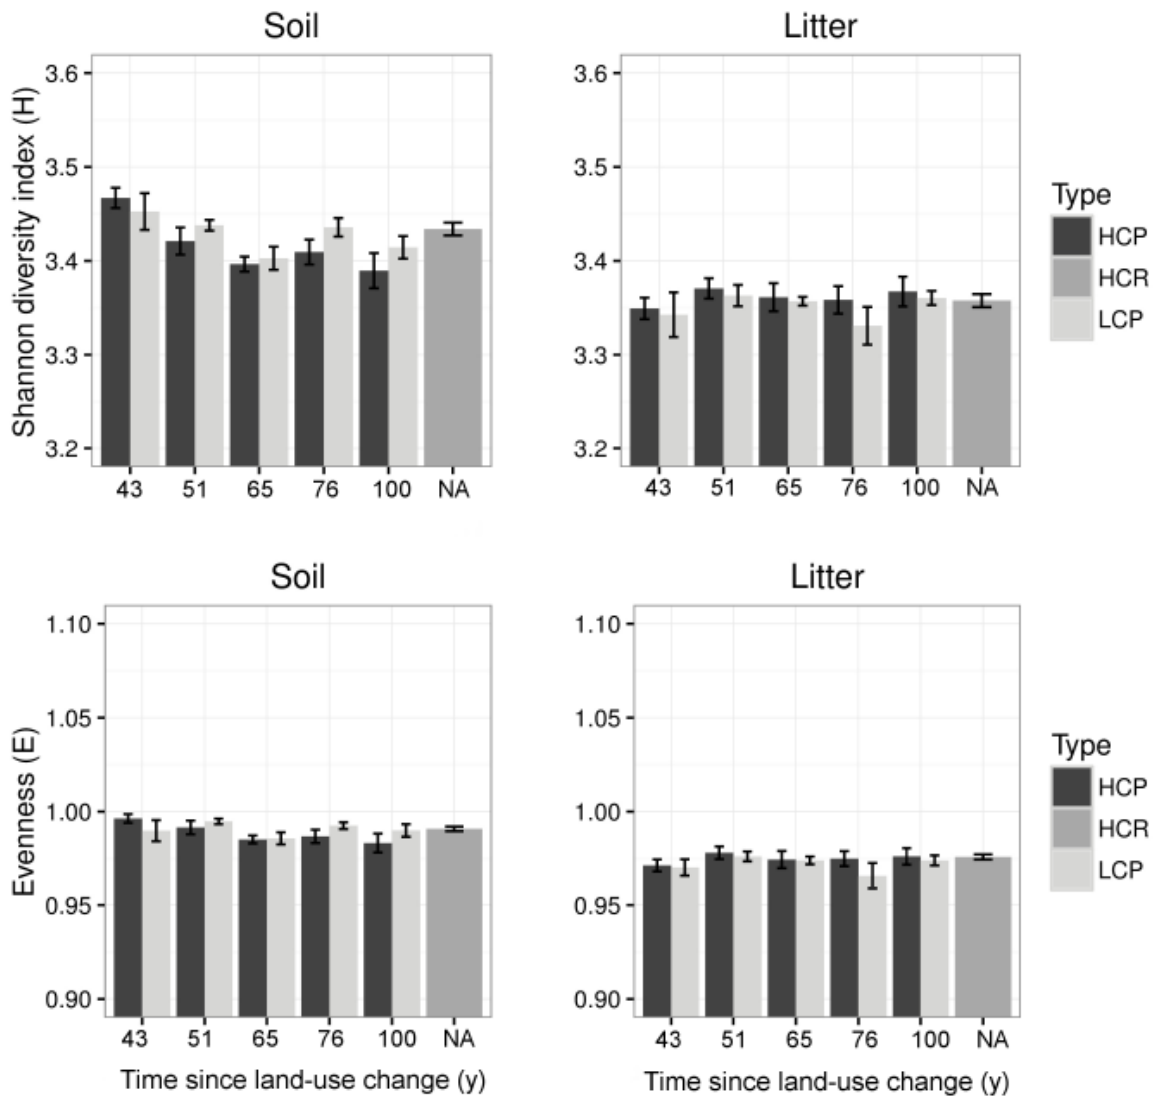 Soil
Litter
Shannon diversity index (H)
3.6
3.5
3.4
3.3
3.2
43 51 65 76 100 NA
3.6
3.5
3.4
3.3
3.2
43 51 65 76 100 NA
Type
HCP
HCR
LCP
Soil
Litter
Evenness (E)
1.10
1.05
1.00
0.95
0.90
43 51 65 76 100 NA
Time since land-use change (y)
1.10
1.05
1.00
0.95
0.90
43 51 65 76 100 NA
Time since land-use change (y)
Type
HCP
HCR
LCP